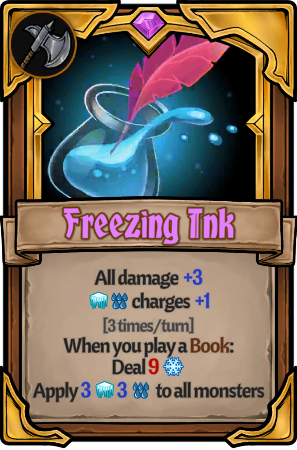 Freezing Ink
All damage +3
charges +1
[3 times/turn]
When you play a Book:
Deal 9
Apply 3 3 to all monsters